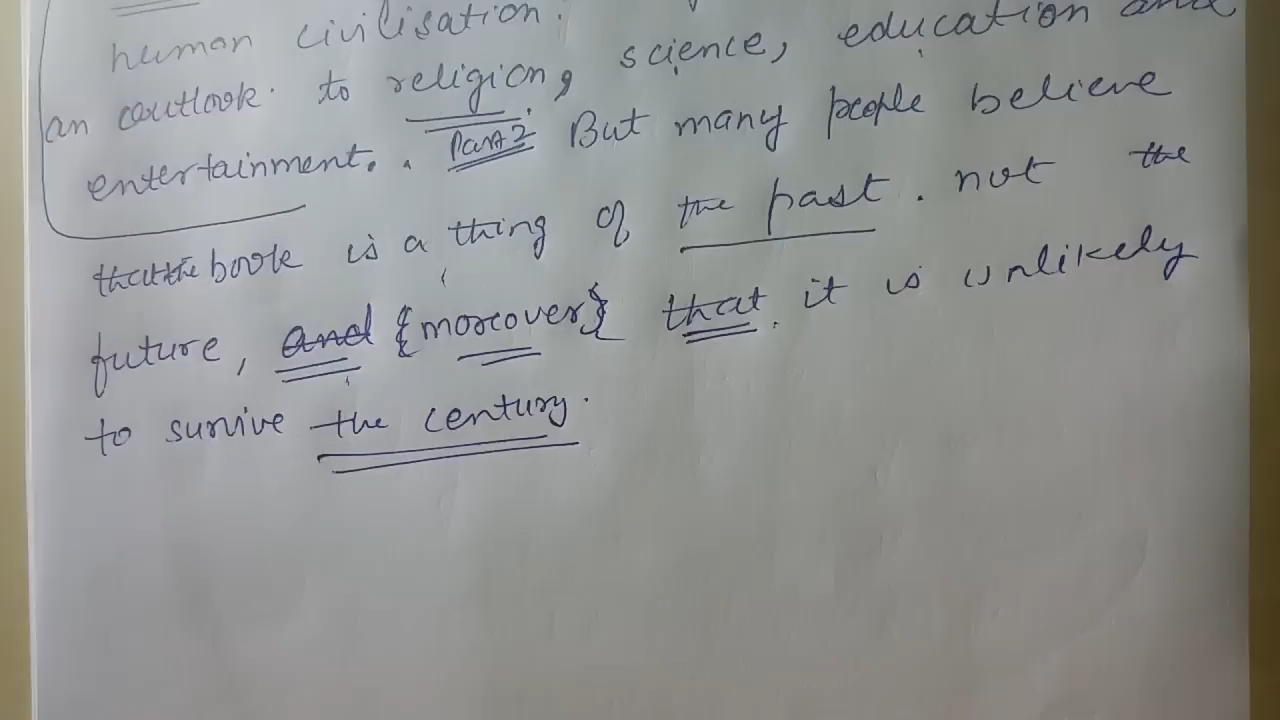 human civilisation.
an outlook to religion, science, education and
entertainment. Part 2 But many people believe
that the book is a thing of the past. not the
future, and {moreover} that it is unlikely
to survive the century.